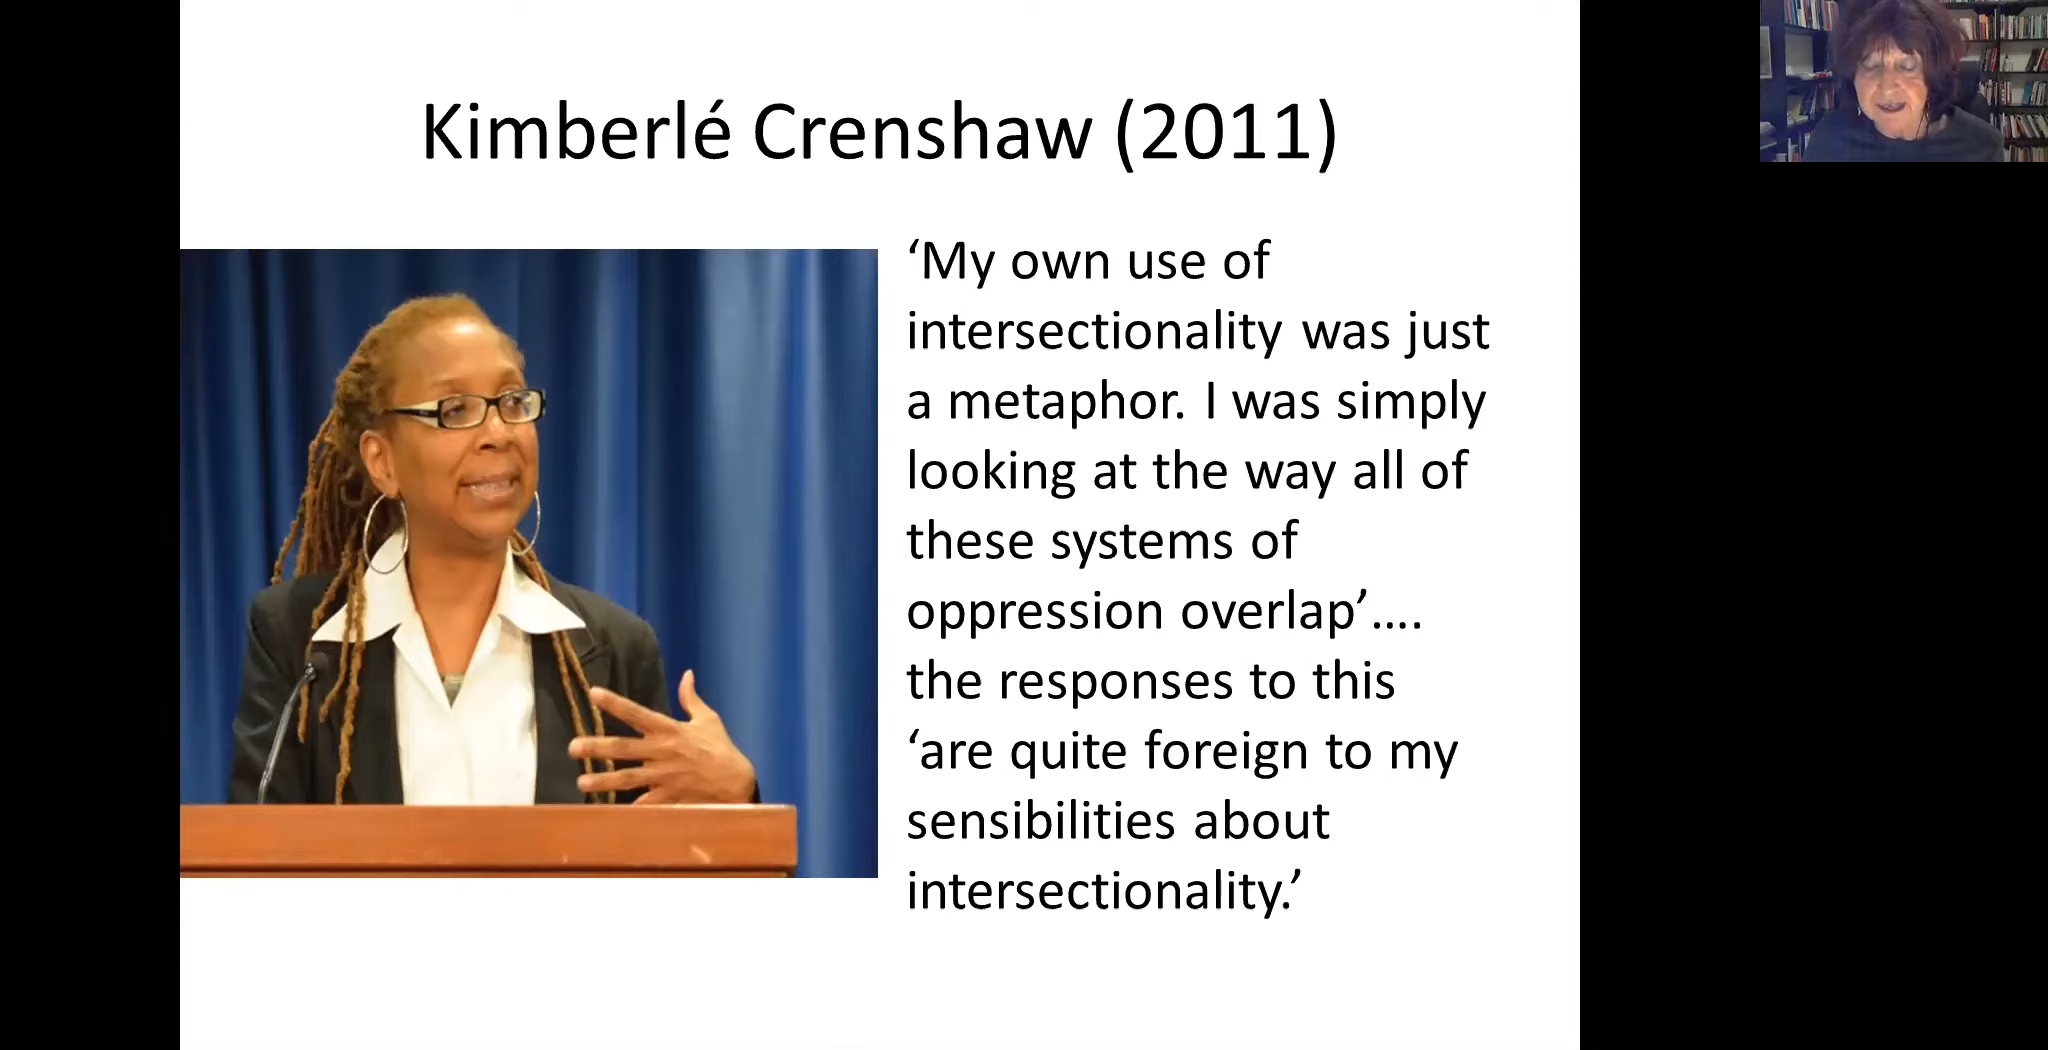 Kimberlé Crenshaw (2011)
‘My own use of
intersectionality was just
a metaphor. I was simply
looking at the way all of
these systems of
oppression overlap’....
the responses to this
‘are quite foreign to my
sensibilities about
intersectionality.’